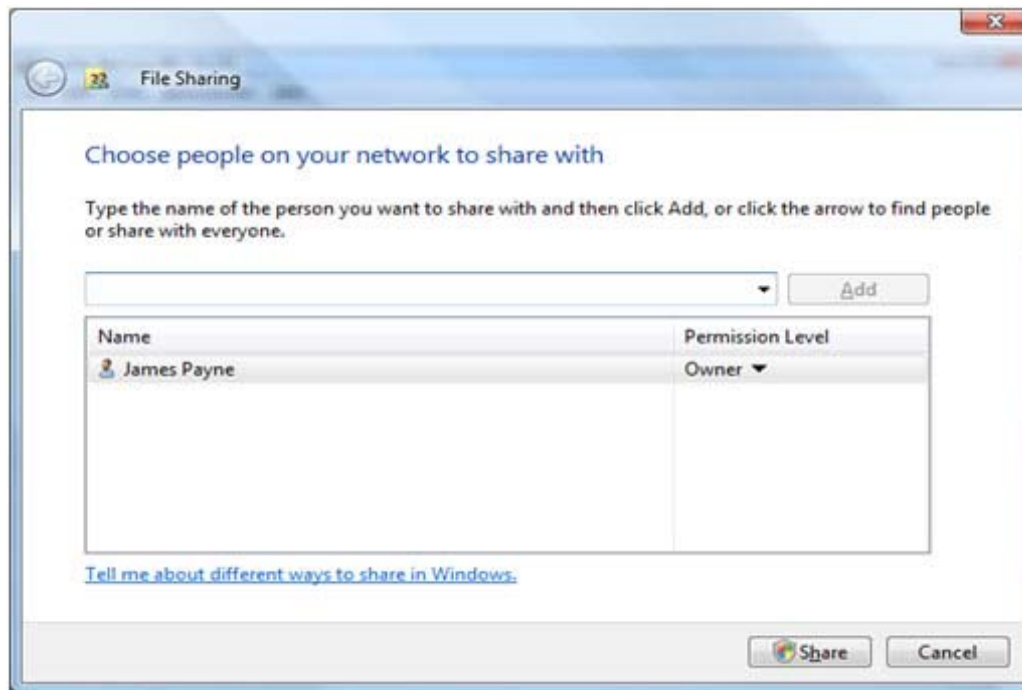 File Sharing
Choose people on your network to share with
Type the name of the person you want to share with and then click Add, or click the arrow to find people
or share with everyone.
Add
Name Permission Level
James Payne Owner
Tell me about different ways to share in Windows.
Share Cancel